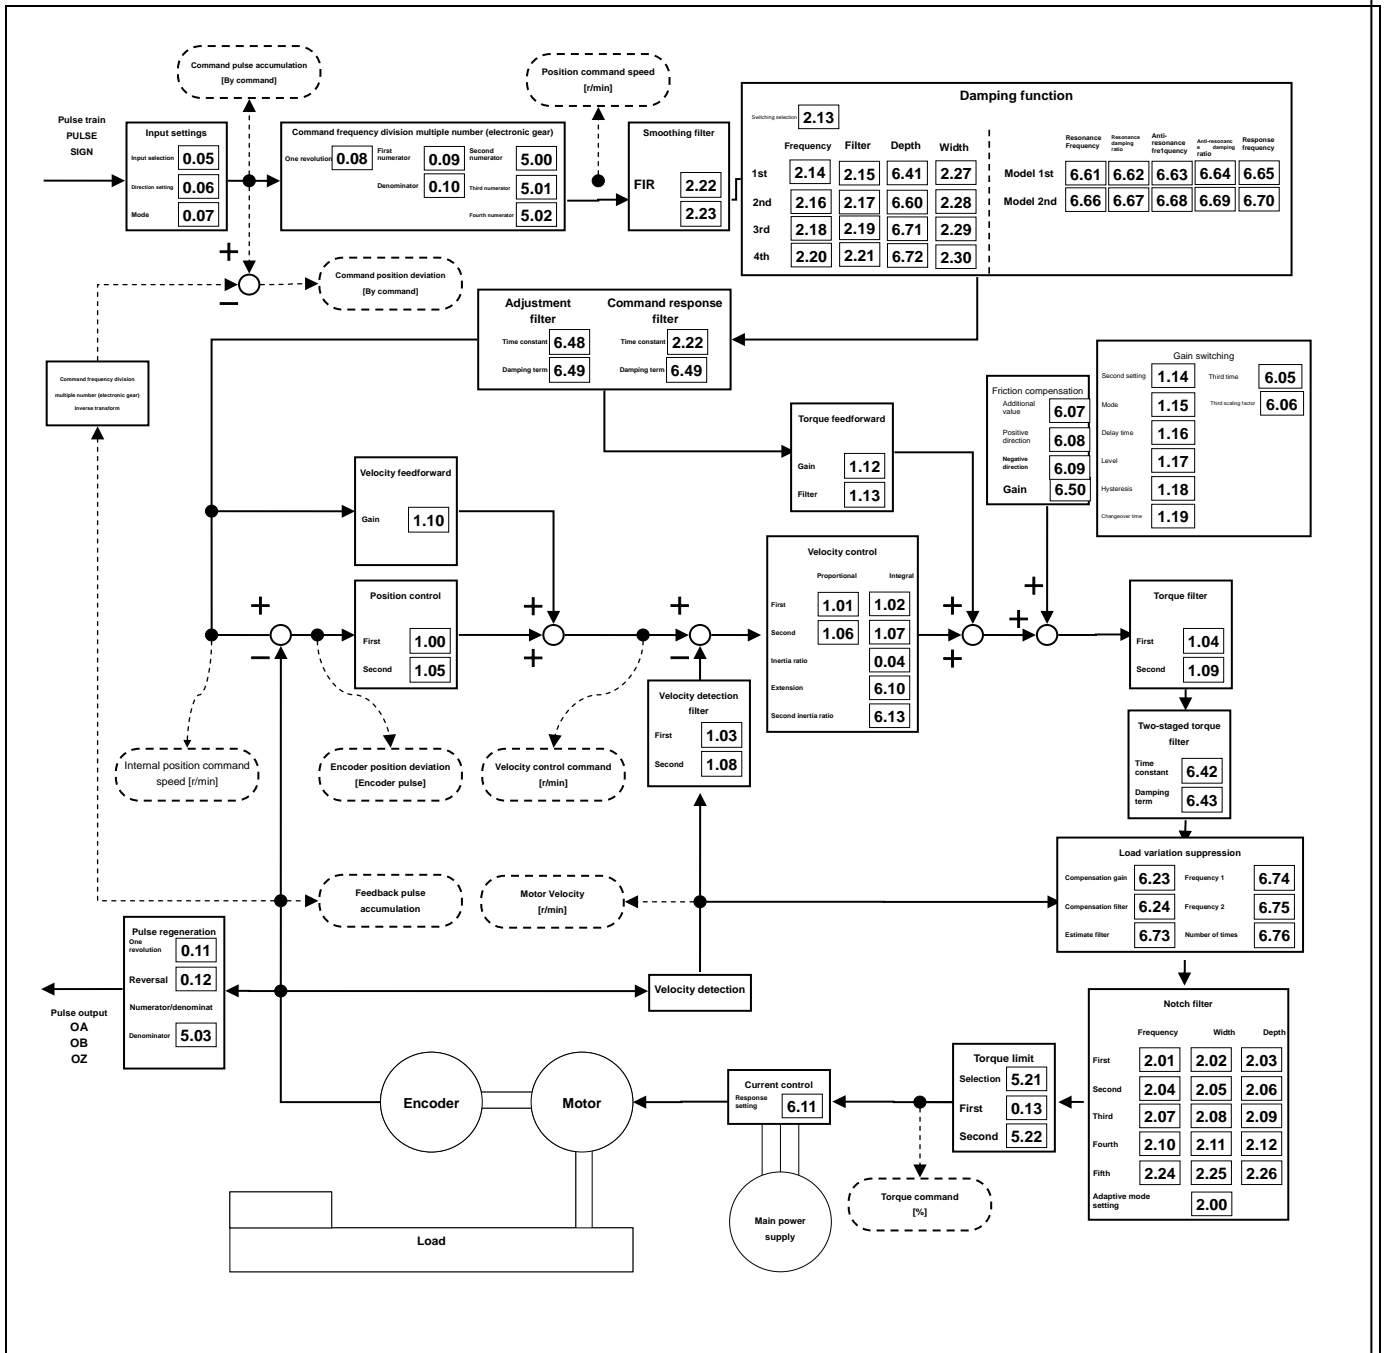 Command pulse accumulation
[By command]
Position command speed
[r/min]
Pulse train
PULSE
SIGN
Input settings
Input selection 0.05
Direction setting 0.06
Mode 0.07
Command frequency division multiple number (electronic gear)
One revolution 0.08 First numerator 0.09 Second numerator 5.00
Denominator 0.10 Third numerator 5.01
Fourth numerator 5.02
Smoothing filter
FIR 2.22
2.23
Damping function
Switching selection 2.13
Frequency Filter Depth Width
1st 2.14 2.15 6.41 2.27
2nd 2.16 2.17 6.60 2.28
3rd 2.18 2.19 6.71 2.29
4th 2.20 2.21 6.72 2.30
Resonance Frequency
Resonance damping ratio
Anti-resonance fre1quency
Anti-resonanc e damping ratio
Response frequency
Model 1st 6.61 6.62 6.63 6.64 6.65
Model 2nd 6.66 6.67 6.68 6.69 6.70
+
−
Command position deviation
[By command]
Adjustment filter
Time constant 6.48
Damping term 6.49
Command response filter
Time constant 2.22
Damping term 6.49
Command frequency division
multiple number (electronic gear)
Inverse transform
Friction compensation
Additional value 6.07
Positive direction 6.08
Negative direction 6.09
Gain 6.50
Gain switching
Second setting 1.14 Third time 6.05
Mode 1.15 Third scaling factor 6.06
Delay time 1.16
Level 1.17
Hysteresis 1.18
Changeover time 1.19
Torque feedforward
Gain 1.12
Filter 1.13
Velocity feedforward
Gain 1.10
+
−
Position control
First 1.00
Second 1.05
+
+
+
−
Velocity control
Proportional Integral
First 1.01 1.02
Second 1.06 1.07
Inertia ratio 0.04
Extension 6.10
Second inertia ratio 6.13
+
+
+
+
Torque filter
First 1.04
Second 1.09
Velocity detection
filter
First 1.03
Second 1.08
Two-staged torque
filter
Time constant 6.42
Damping term 6.43
Internal position command
speed [r/min]
Encoder position deviation
[Encoder pulse]
Velocity control command
[r/min]
Load variation suppression
Compensation gain 6.23 Frequency 1 6.74
Compensation filter 6.24 Frequency 2 6.75
Estimate filter 6.73 Number of times 6.76
Feedback pulse
accumulation
Motor Velocity
[r/min]
Pulse regeneration
One revolution 0.11
Reversal 0.12
Numerator/denominat
Denominator 5.03
Pulse output
OA
OB
OZ
Velocity detection
Notch filter
Frequency Width Depth
First 2.01 2.02 2.03
Second 2.04 2.05 2.06
Third 2.07 2.08 2.09
Fourth 2.10 2.11 2.12
Fifth 2.24 2.25 2.26
Adaptive mode setting 2.00
Torque limit
Selection 5.21
First 0.13
Second 5.22
Current control
Response setting 6.11
Encoder
Motor
Torque command
[%]
Main power
supply
Load